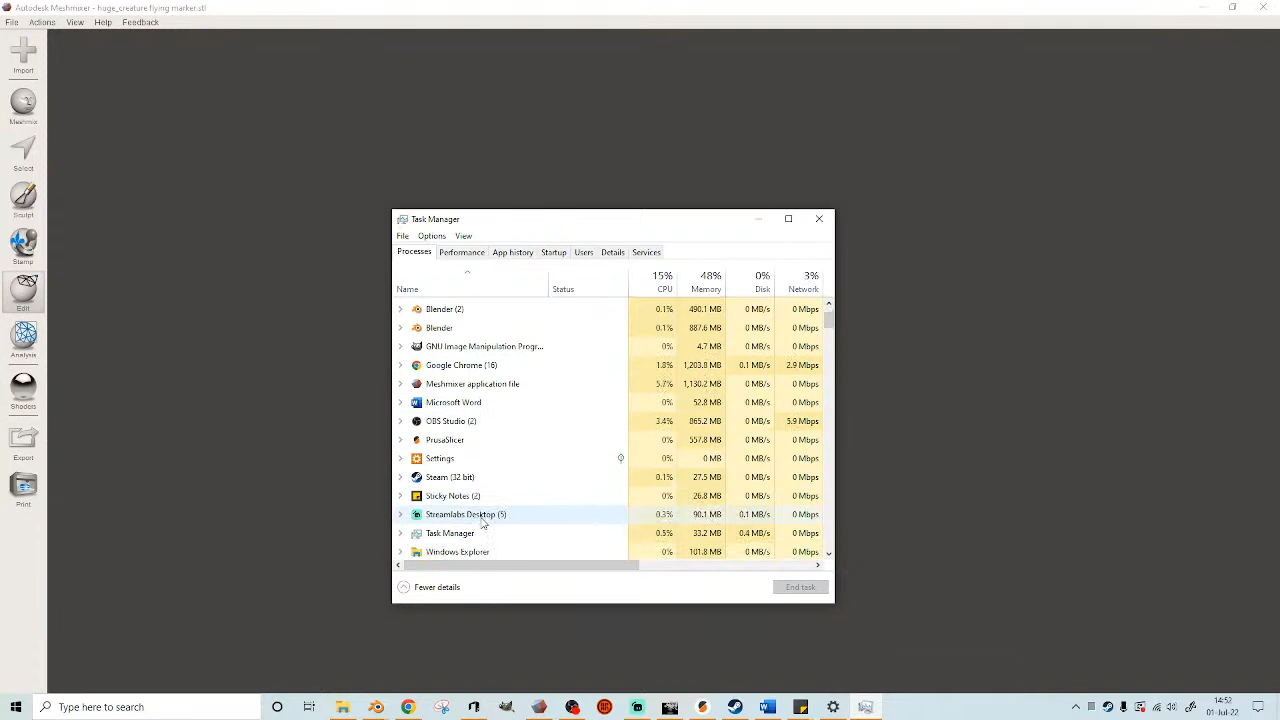 Autodesk Meshmixer - huge_creature flying marker.stl
File Actions View Help Feedback
Import
Meshmix
Select
Sculpt
Stamp
Edit
Analysis
Shaders
Export
Print
Task Manager
File Options View
Processes Performance App history Startup Users Details Services
15% 48% 0% 3%
Name Status CPU Memory Disk Network
Blender (2) 0.1% 490.1 MB 0 MB/s 0 Mbps
Blender 0.1% 887.6 MB 0 MB/s 0 Mbps
GNU Image Manipulation Progr... 0% 4.7 MB 0 MB/s 0 Mbps
Google Chrome (16) 1.8% 1,203.8 MB 0.1 MB/s 2.9 Mbps
Meshmixer application file 5.7% 1,130.2 MB 0 MB/s 0 Mbps
Microsoft Word 0% 52.8 MB 0 MB/s 0 Mbps
OBS Studio (2) 3.4% 865.2 MB 0 MB/s 5.9 Mbps
PrusaSlicer 0% 557.8 MB 0 MB/s 0 Mbps
Settings 0% 0 MB 0 MB/s 0 Mbps
Steam (32 bit) 0.1% 27.5 MB 0 MB/s 0 Mbps
Sticky Notes (2) 0% 26.8 MB 0 MB/s 0 Mbps
Streamlabs Desktop (5) 0.3% 90.1 MB 0.1 MB/s 0 Mbps
Task Manager 0.5% 33.2 MB 0.4 MB/s 0 Mbps
Windows Explorer 0% 101.8 MB 0 MB/s 0 Mbps
Fewer details End task
Type here to search
14:52
01-Jul-22